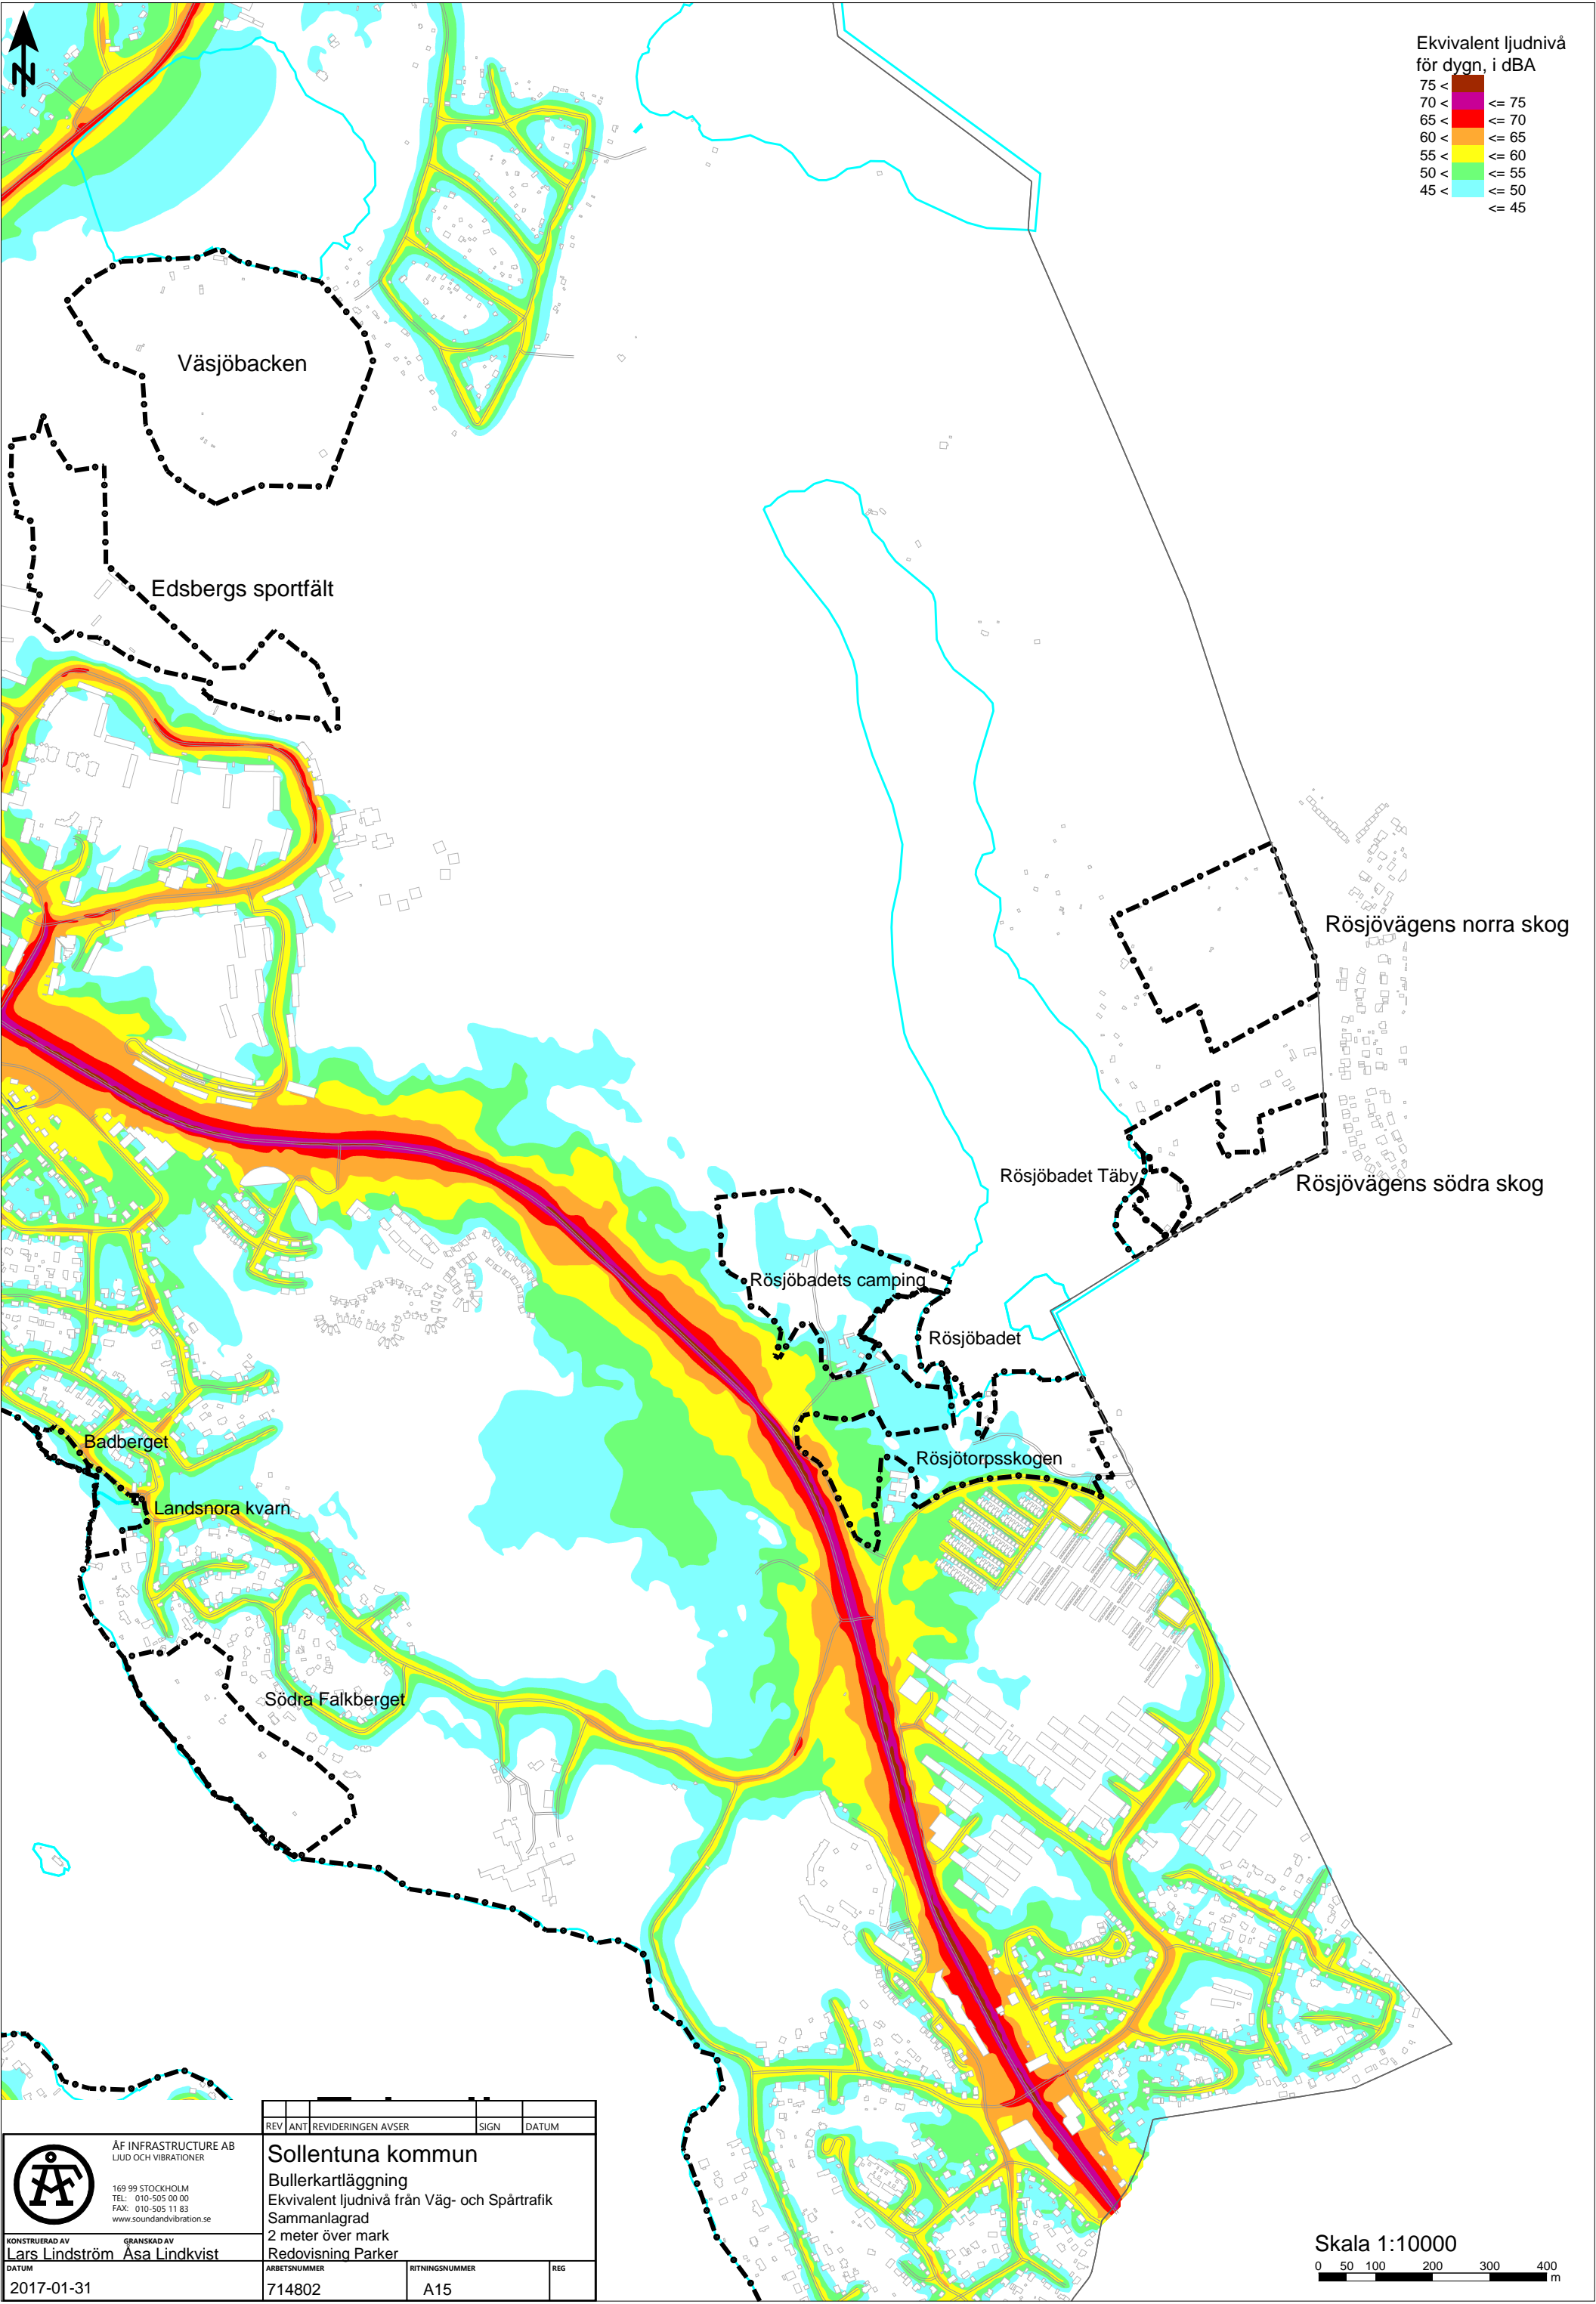 N
Ekvivalent ljudnivå
för dygn, i dBA
75 <
70 < <= 75
65 < <= 70
60 < <= 65
55 < <= 60
50 < <= 55
45 < <= 50
<= 45
Väsjöbacken
Edsbergs sportfält
Rösjövägens norra skog
Rösjöbadet Täby
Rösjövägens södra skog
Rösjöbadets camping
Rösjöbadet
Badberget
Rösjötorpsskogen
Landsnora kvarn
Södra Falkberget
REV ANT REVIDERINGEN AVSER SIGN DATUM
ÅF
ÅF INFRASTRUCTURE AB
LJUD OCH VIBRATIONER
169 99 STOCKHOLM
TEL: 010-505 00 00
FAX: 010-505 11 83
www.soundandvibration.se
KONSTRUERAD AV GRANSKAD AV
Lars Lindström Åsa Lindkvist
DATUM
2017-01-31
Sollentuna kommun
Bullerkartläggning
Ekvivalent ljudnivå från Väg- och Spårtrafik
Sammanlagrad
2 meter över mark
Redovisning Parker
ARBETSNUMMER RITNINGSNUMMER REG
714802 A15
Skala 1:10000
0 50 100 200 300 400
m